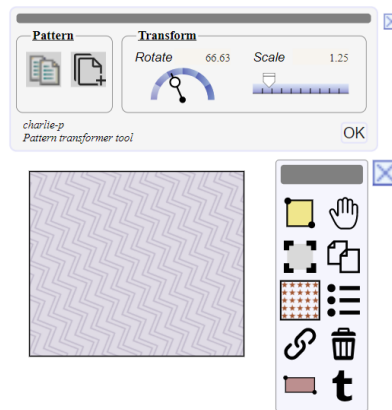 Pattern
Transform
Rotate 66.63 Scale 1.25
charlie-p
Pattern transformer tool
OK
t